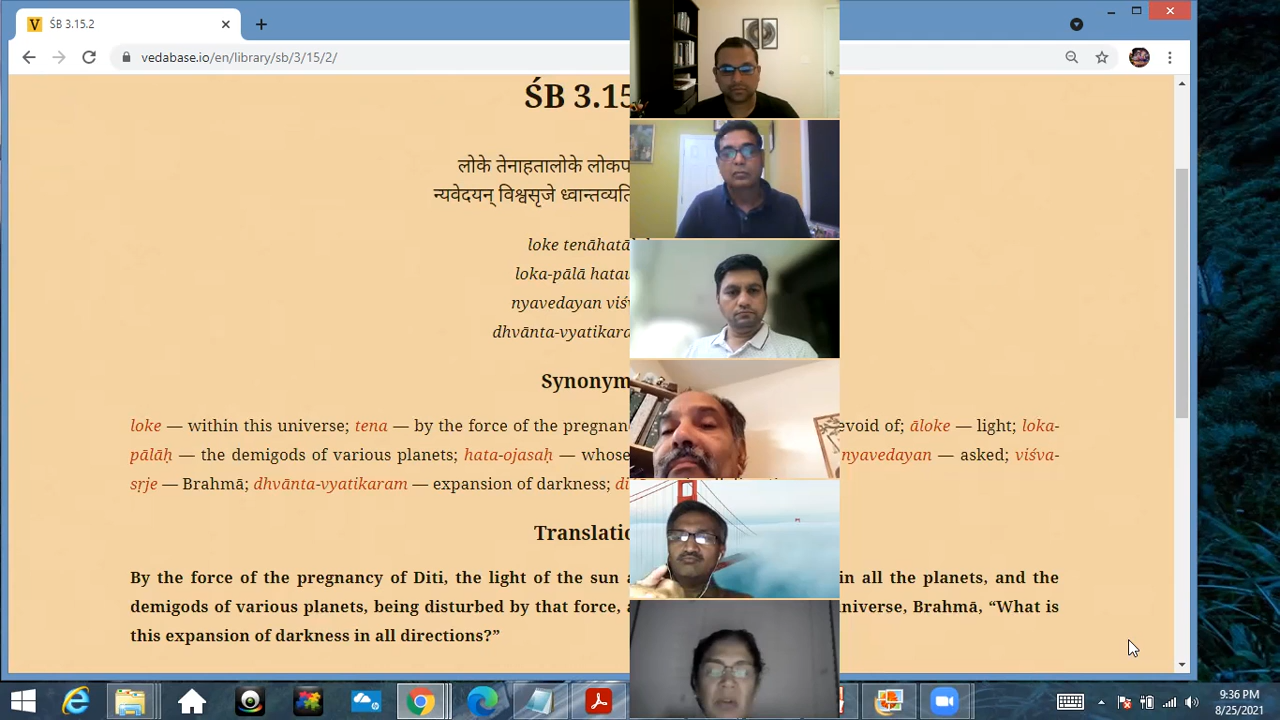 ŚB 3.15.2
vedabase.io/en/library/sb/3/15/2/
ŚB 3.15
लोके तेनाहतालोके लोकप
न्यवेदयन् विश्वसृजे ध्वान्तव्यति
loke tenāhatā
loka-pālā hatau
nyavedayan viś
dhvānta-vyatikara
Synonym
loke — within this universe; tena — by the force of the pregnan evoid of; āloke — light; loka-
pālāḥ — the demigods of various planets; hata-ojasaḥ — whose nyavedayan — asked; viśva-
sṛje — Brahmā; dhvānta-vyatikaram — expansion of darkness; di
Translatio
By the force of the pregnancy of Diti, the light of the sun a in all the planets, and the
demigods of various planets, being disturbed by that force, a universe, Brahmā, “What is
this expansion of darkness in all directions?”
9:36 PM
8/25/2021